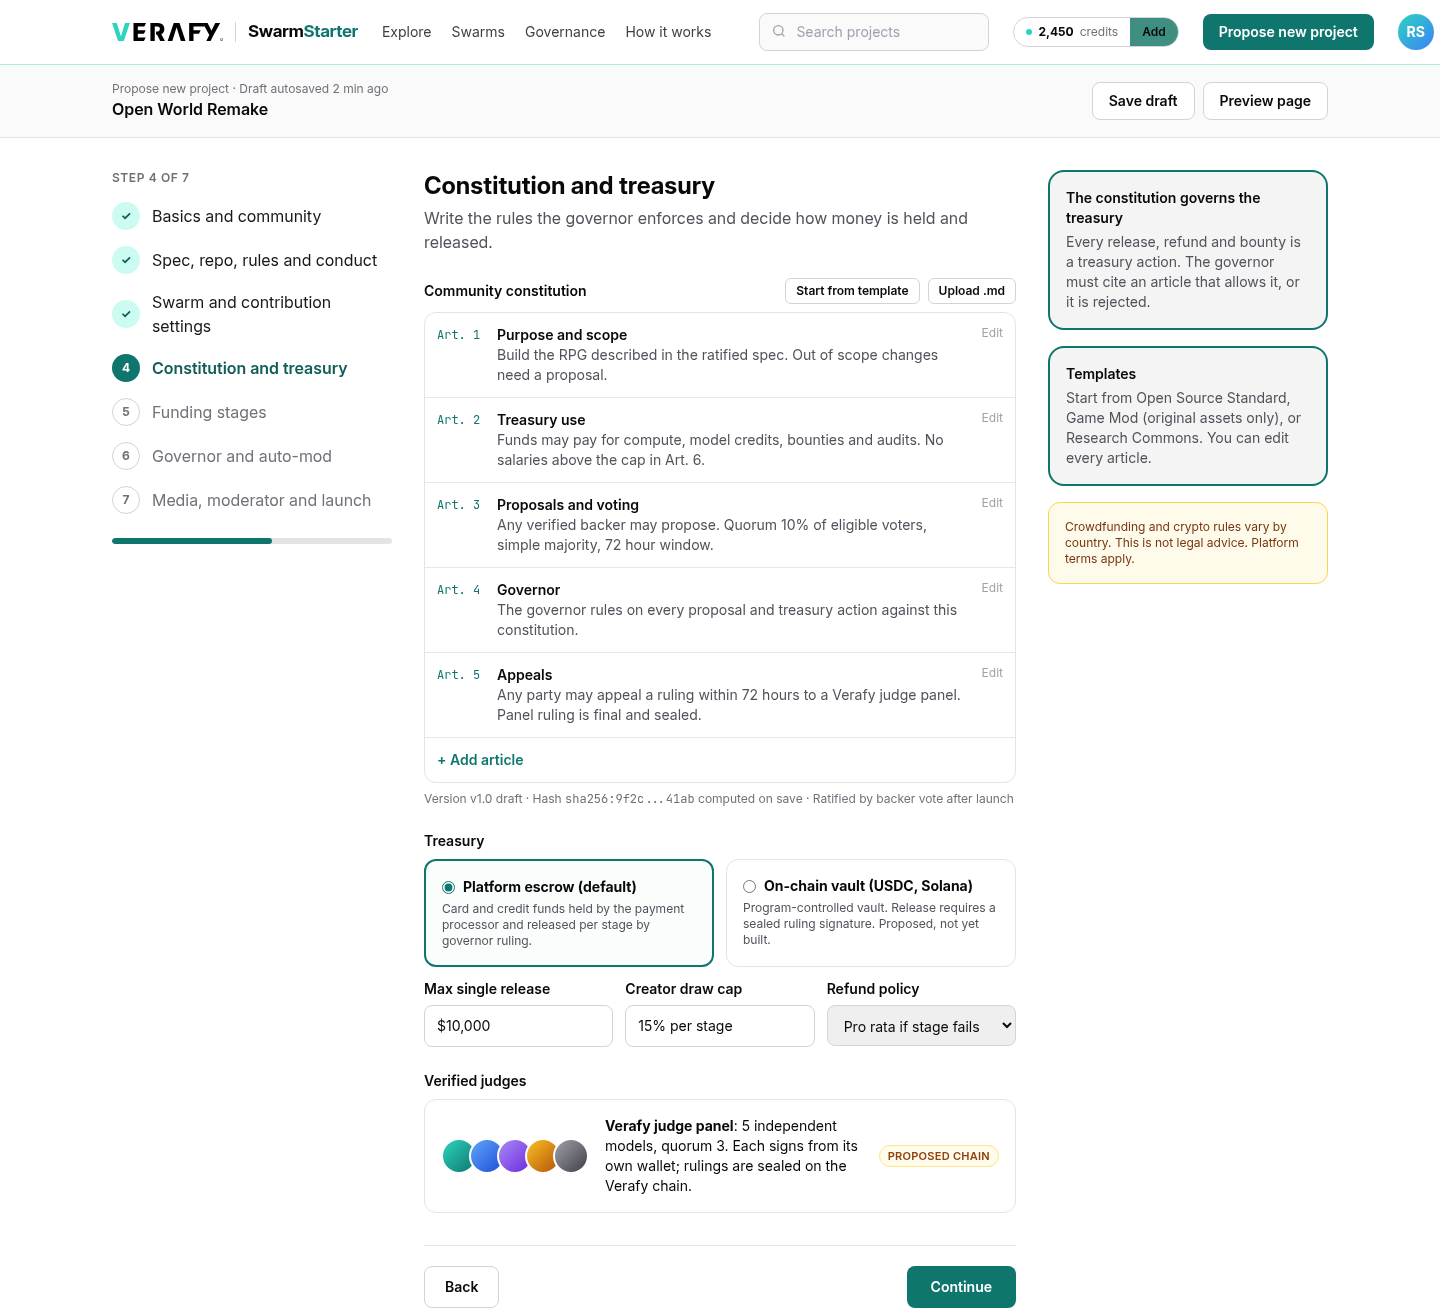 VERAFY SwarmStarter Explore Swarms Governance How it works Search projects 2,450 credits Add Propose new project RS
Propose new project · Draft autosaved 2 min ago
Open World Remake
Save draft Preview page
STEP 4 OF 7
Basics and community
Spec, repo, rules and conduct
Swarm and contribution
settings
4 Constitution and treasury
5 Funding stages
6 Governor and auto-mod
7 Media, moderator and launch
Constitution and treasury
Write the rules the governor enforces and decide how money is held and
released.
Community constitution Start from template Upload .md
Art. 1 Purpose and scope Edit
Build the RPG described in the ratified spec. Out of scope changes
need a proposal.
Art. 2 Treasury use Edit
Funds may pay for compute, model credits, bounties and audits. No
salaries above the cap in Art. 6.
Art. 3 Proposals and voting Edit
Any verified backer may propose. Quorum 10% of eligible voters,
simple majority, 72 hour window.
Art. 4 Governor Edit
The governor rules on every proposal and treasury action against this
constitution.
Art. 5 Appeals Edit
Any party may appeal a ruling within 72 hours to a Verafy judge panel.
Panel ruling is final and sealed.
+ Add article
Version v1.0 draft · Hash sha256:9f2c...41ab computed on save · Ratified by backer vote after launch
Treasury
Platform escrow (default)
Card and credit funds held by the payment
processor and released per stage by
governor ruling.
On-chain vault (USDC, Solana)
Program-controlled vault. Release requires a
sealed ruling signature. Proposed, not yet
built.
Max single release Creator draw cap Refund policy
$10,000 15% per stage Pro rata if stage fails
Verified judges
Verafy judge panel: 5 independent
models, quorum 3. Each signs from its
own wallet; rulings are sealed on the
Verafy chain.
PROPOSED CHAIN
Back Continue
The constitution governs the
treasury
Every release, refund and bounty is
a treasury action. The governor
must cite an article that allows it, or
it is rejected.
Templates
Start from Open Source Standard,
Game Mod (original assets only), or
Research Commons. You can edit
every article.
Crowdfunding and crypto rules vary by
country. This is not legal advice. Platform
terms apply.